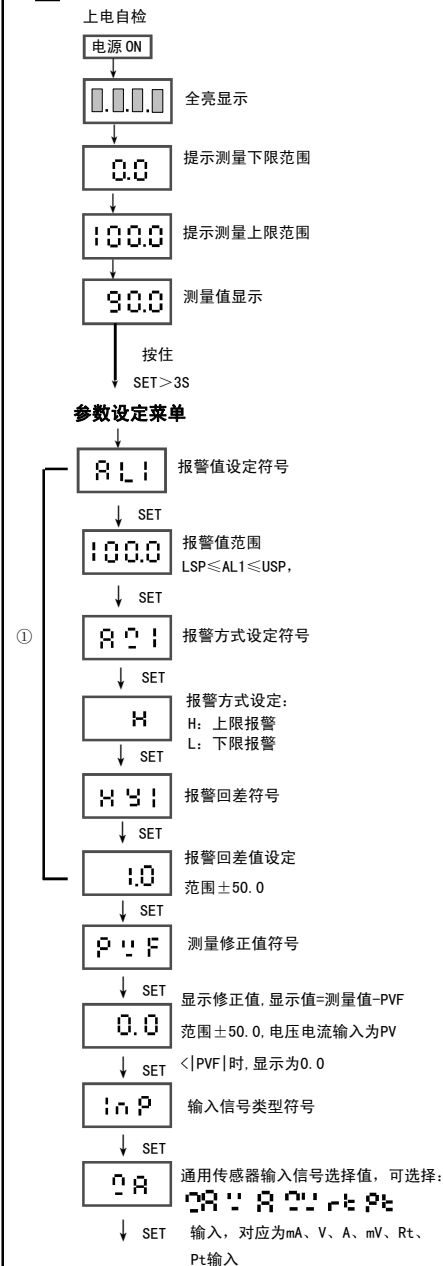 上电自检
电源 ON
8.8.8.8
全亮显示
0.0
提示测量下限范围
100.0
提示测量上限范围
90.0
测量值显示
按住
SET＞3S
参数设定菜单
AL1
报警值设定符号
SET
100.0
报警值范围
LSP≤AL1≤USP，
SET
报警方式设定符号
①
SET
H
报警方式设定：
H：上限报警
L：下限报警
SET
HY1
报警回差符号
SET
1.0
报警回差值设定
范围±50.0
SET
PVF
测量修正值符号
SET
0.0
显示修正值，显示值=测量值-PVF
范围±50.0，电压电流输入为PV
<|PVF|时，显示为0.0
SET
InP
输入信号类型符号
SET
mA
通用传感器输入信号选择值，可选择：
mA V A mV rt Pt
SET
输入，对应为mA、V、A、mV、Rt、
Pt输入